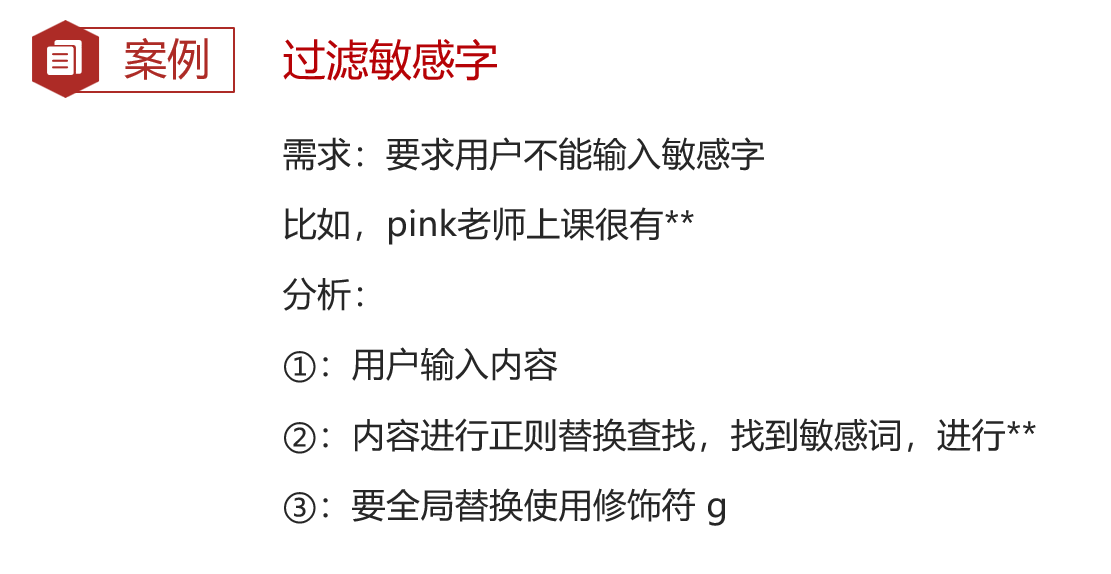 案例
过滤敏感字
需求：要求用户不能输入敏感字
比如，pink老师上课很有**
分析：
①：用户输入内容
②：内容进行正则替换查找，找到敏感词，进行**
③：要全局替换使用修饰符 g